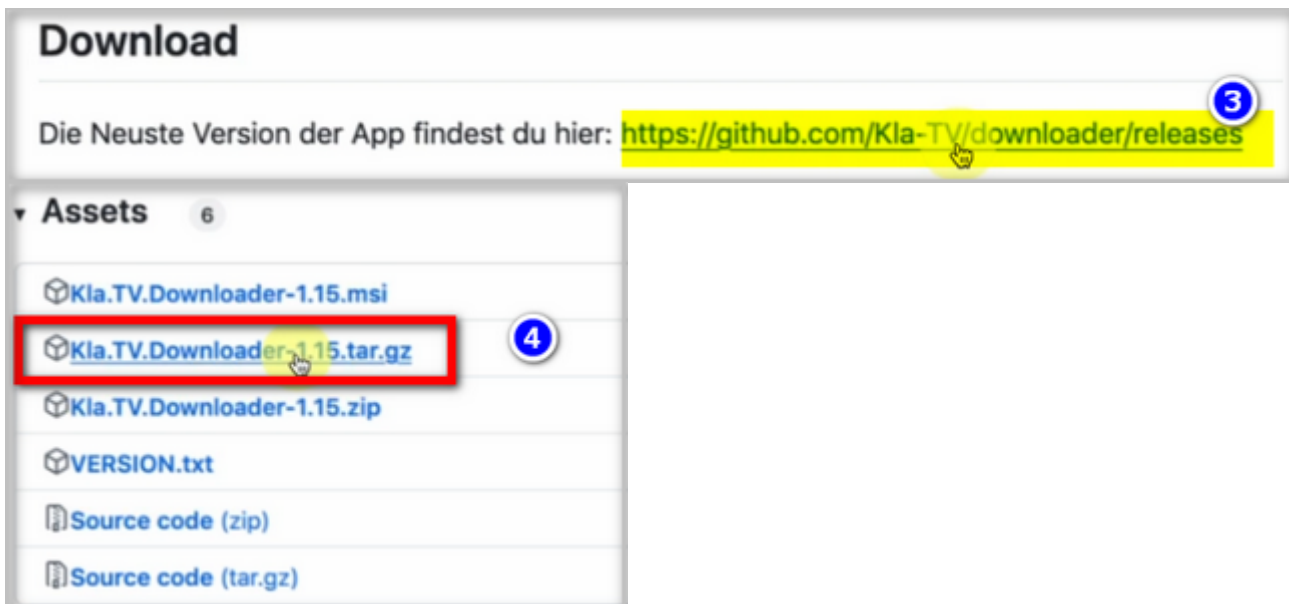 Download
3
Die Neuste Version der App findest du hier: https://github.com/Kla-TV/downloader/releases
Assets 6
Kla.TV.Downloader-1.15.msi
Kla.TV.Downloader-1.15.tar.gz
4
Kla.TV.Downloader-1.15.zip
VERSION.txt
Source code (zip)
Source code (tar.gz)